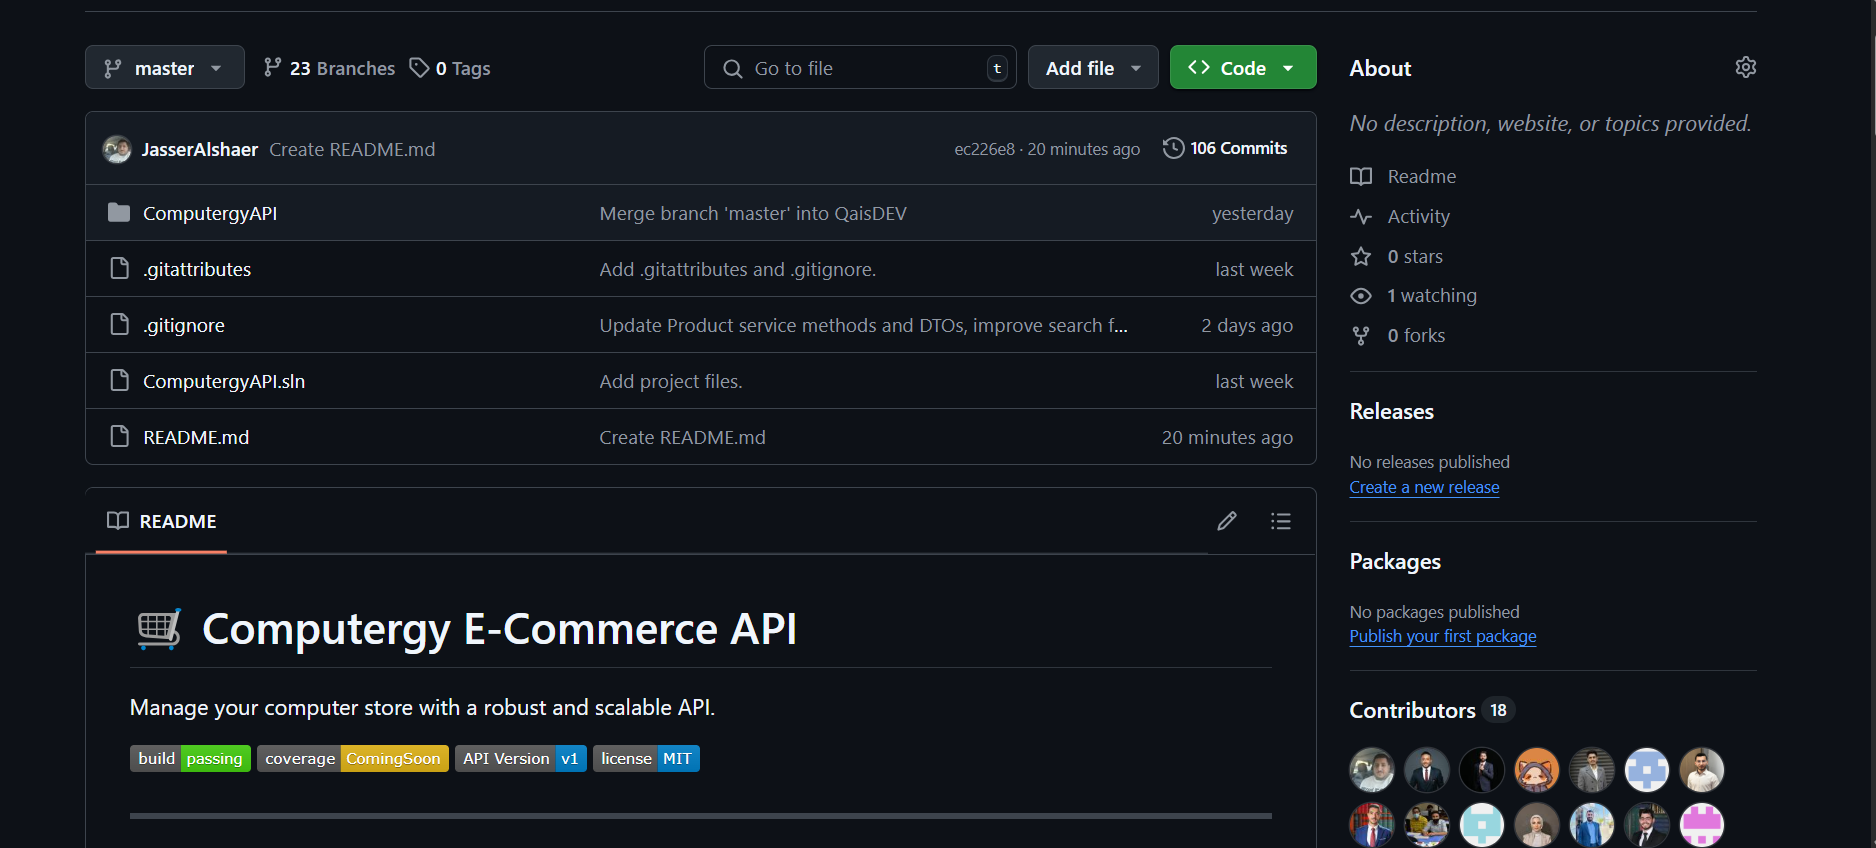 master 23 Branches 0 Tags Go to file t Add file Code
JasserAlshaer Create README.md ec226e8 · 20 minutes ago 106 Commits
ComputergyAPI Merge branch 'master' into QaisDEV yesterday
.gitattributes Add .gitattributes and .gitignore. last week
.gitignore Update Product service methods and DTOs, improve search f... 2 days ago
ComputergyAPI.sln Add project files. last week
README.md Create README.md 20 minutes ago
README
Computergy E-Commerce API
Manage your computer store with a robust and scalable API.
build passing coverage ComingSoon API Version v1 license MIT
About
No description, website, or topics provided.
Readme
Activity
0 stars
1 watching
0 forks
Releases
No releases published
Create a new release
Packages
No packages published
Publish your first package
Contributors 18